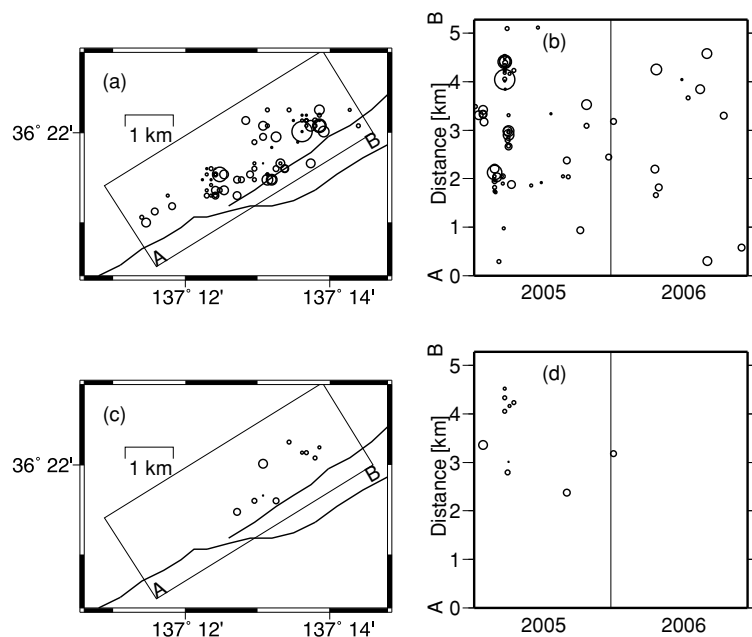 (a)
1 km
A
B
36° 22'
137° 12'
137° 14'
(b)
B
Distance [km]
A
5
4
3
2
1
0
2005
2006
(c)
1 km
A
B
36° 22'
137° 12'
137° 14'
(d)
B
Distance [km]
A
5
4
3
2
1
0
2005
2006